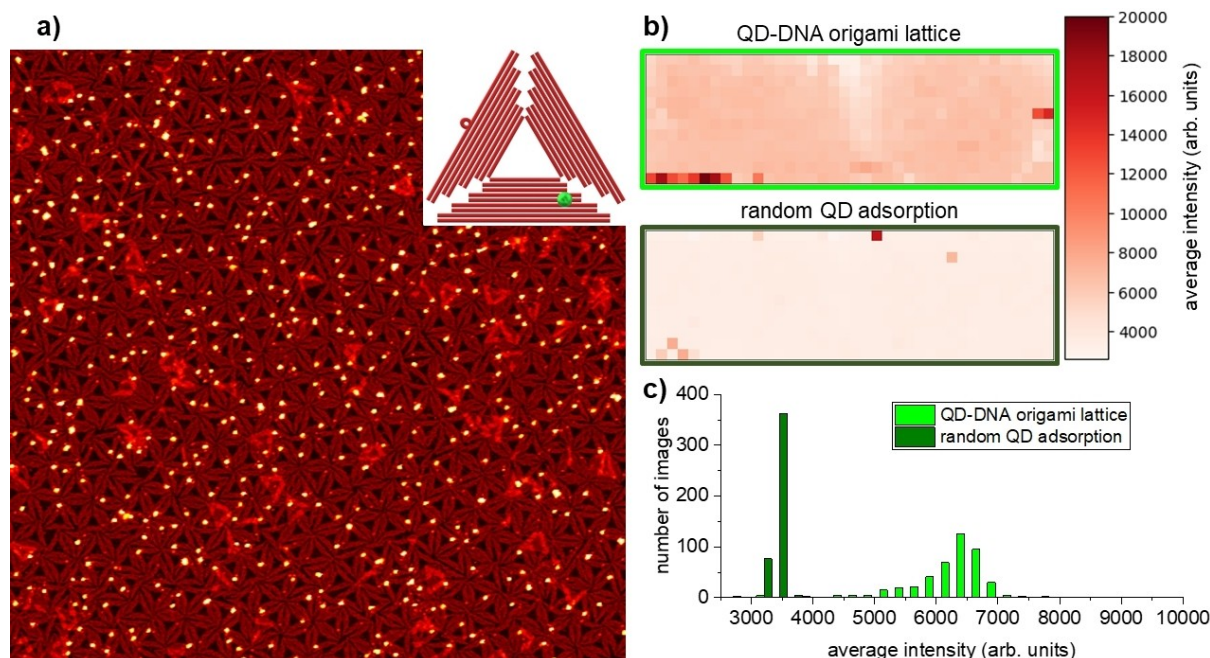 a)
b)
QD-DNA origami lattice
random QD adsorption
20000
18000
16000
14000
12000
10000
8000
6000
4000
average intensity (arb. units)
c)
400
300
200
100
0
number of images
QD-DNA origami lattice
random QD adsorption
3000 4000 5000 6000 7000 8000 9000 10000
average intensity (arb. units)